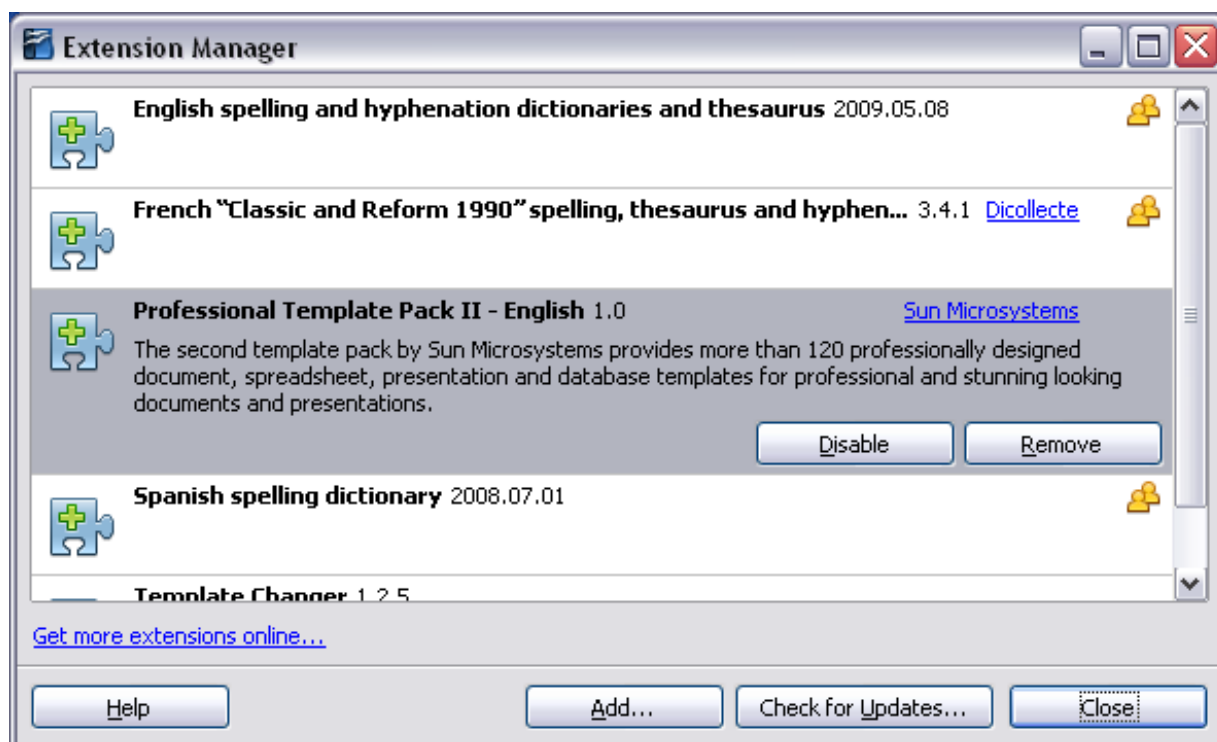 Extension Manager
English spelling and hyphenation dictionaries and thesaurus 2009.05.08
French “Classic and Reform 1990” spelling, thesaurus and hyphen... 3.4.1 Dicollecte
Professional Template Pack II - English 1.0 Sun Microsystems
The second template pack by Sun Microsystems provides more than 120 professionally designed
document, spreadsheet, presentation and database templates for professional and stunning looking
documents and presentations.
Disable Remove
Spanish spelling dictionary 2008.07.01
Template Changer 1.2.5
Get more extensions online...
Help Add... Check for Updates... Close